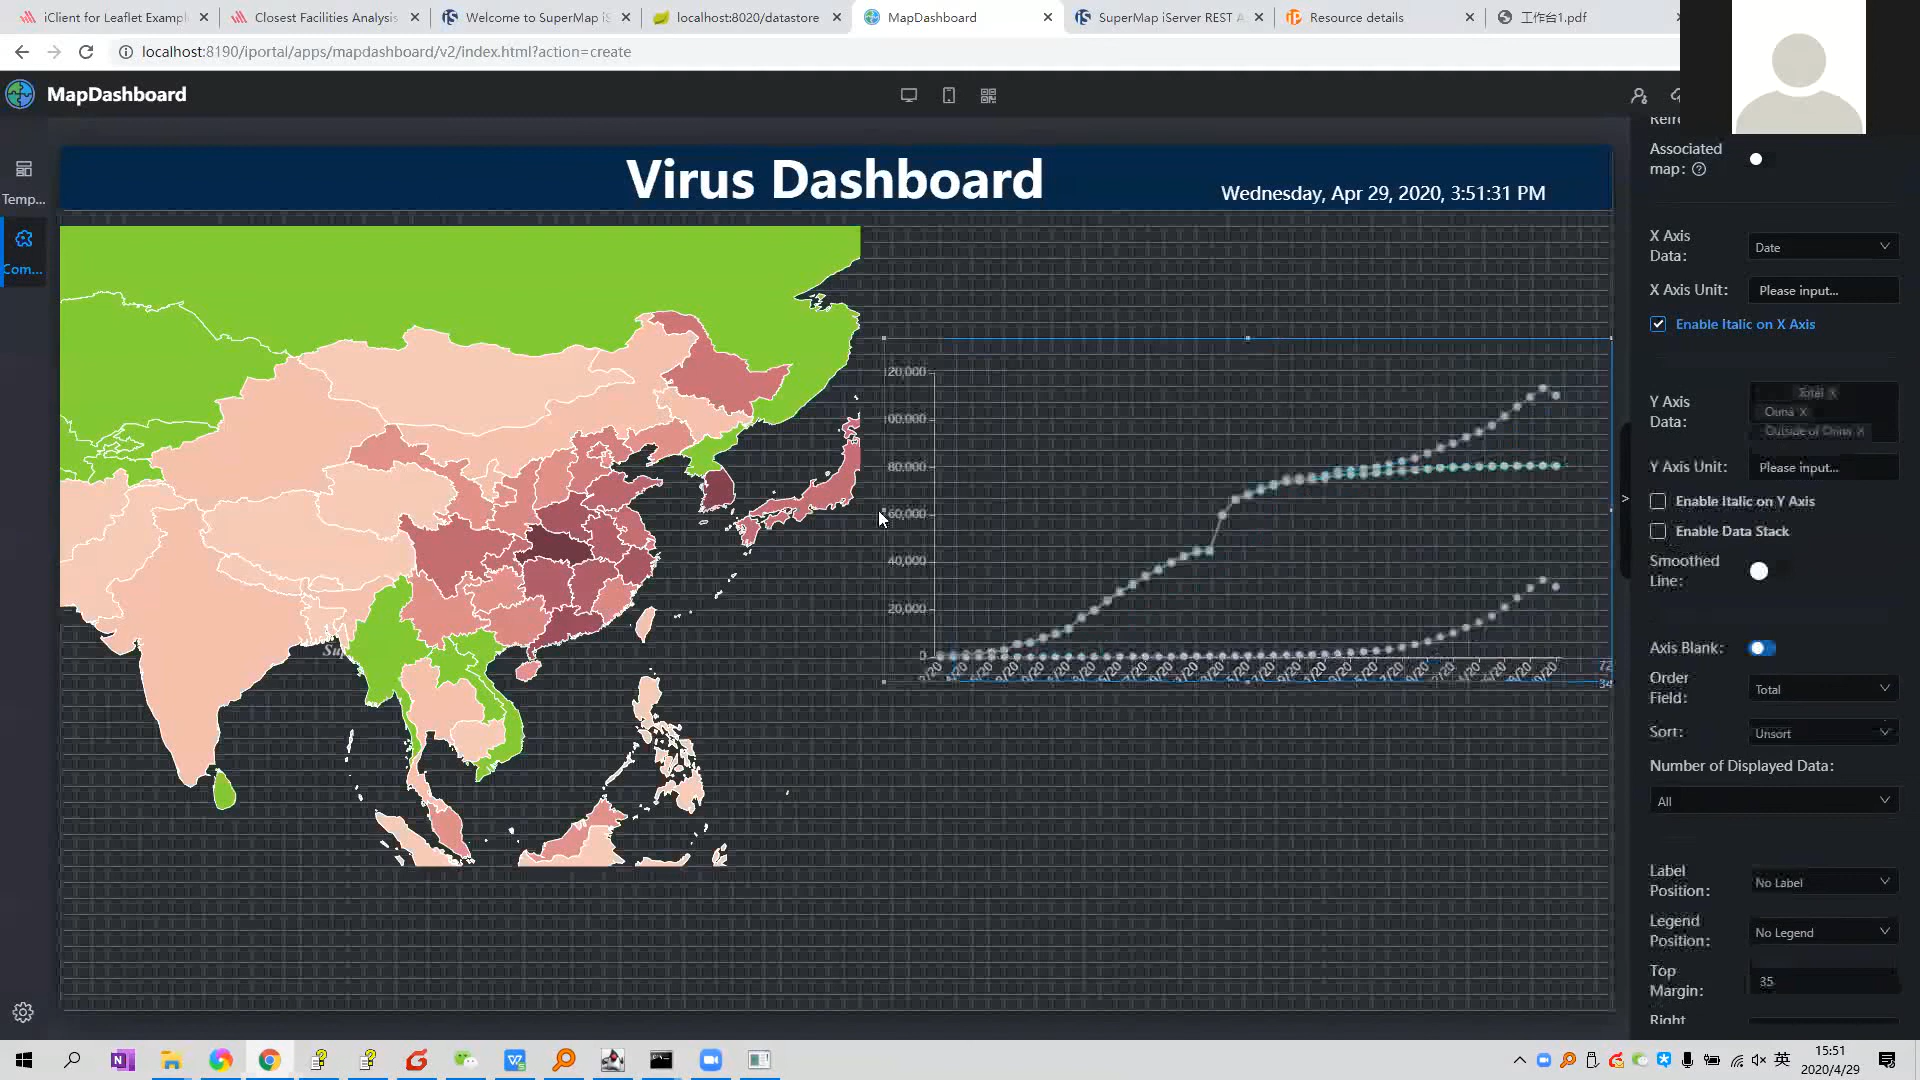 iClient for Leaflet Exampl
Closest Facilities Analysis
Welcome to SuperMap iS
localhost:8020/datastore
MapDashboard
SuperMap iServer REST A
Resource details
工作台1.pdf
localhost:8190/iportal/apps/mapdashboard/v2/index.html?action=create
MapDashboard
Temp...
Com...
Virus Dashboard
Wednesday, Apr 29, 2020, 3:51:31 PM
120,000
100,000
80,000
60,000
40,000
20,000
0
Su
72
34
Refre
Associated map:
X Axis Data:
Date
X Axis Unit:
Please input...
Enable Italic on X Axis
Y Axis Data:
Total X
China X
Outside of China X
Y Axis Unit:
Please input...
Enable Italic on Y Axis
Enable Data Stack
Smoothed Line:
Axis Blank:
Order Field:
Total
Sort:
Unsort
Number of Displayed Data:
All
Label Position:
No Label
Legend Position:
No Legend
Top Margin:
35
Right
英
15:51
2020/4/29